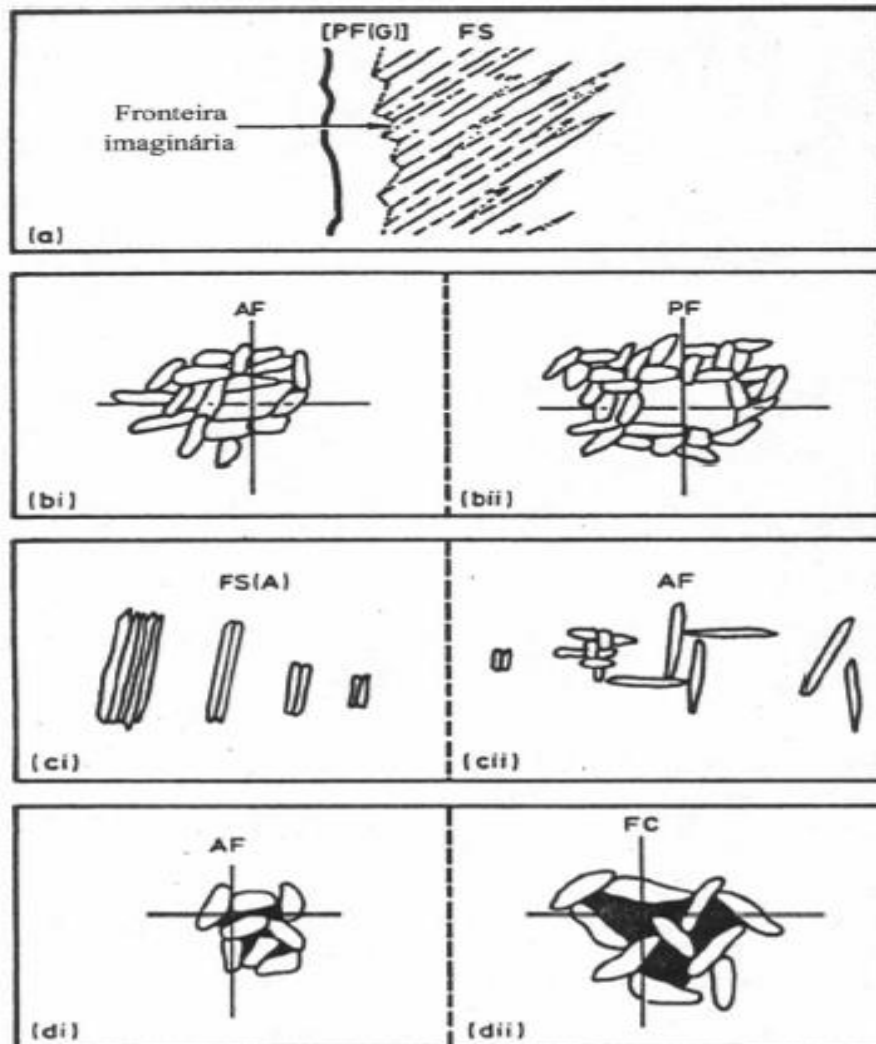 [PF(G)] FS
Fronteira
imaginária
(a)
AF
PF
(bi)
(bii)
FS(A)
AF
(ci)
(cii)
AF
FC
(di)
(dii)